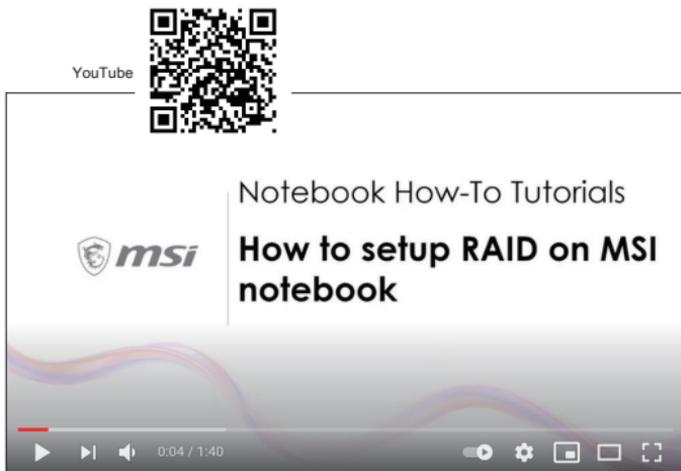 YouTube
Notebook How-To Tutorials
msi
How to setup RAID on MSI
notebook
0:04 / 1:40